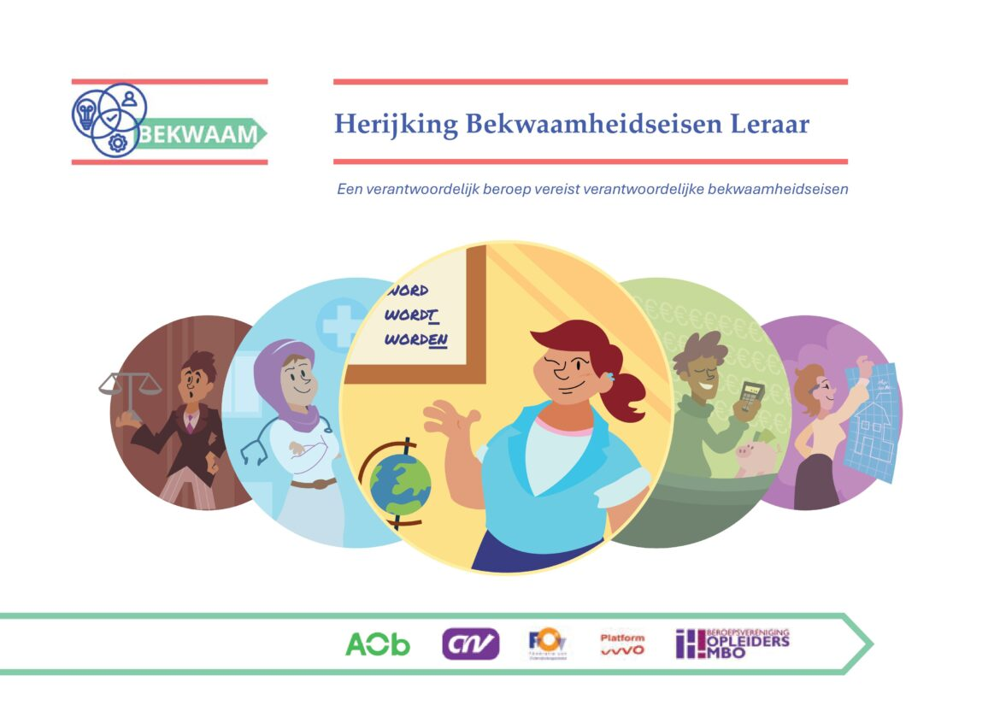 BEKWAAM
Herijking Bekwaamheidseisen Leraar
Een verantwoordelijk beroep vereist verantwoordelijke bekwaamheidseisen
WORD
WORDT
WORDEN
AOb
CNV
FOV
Platform
VVVO
BEROEPSVERENIGING
OPLEIDERS
MBO